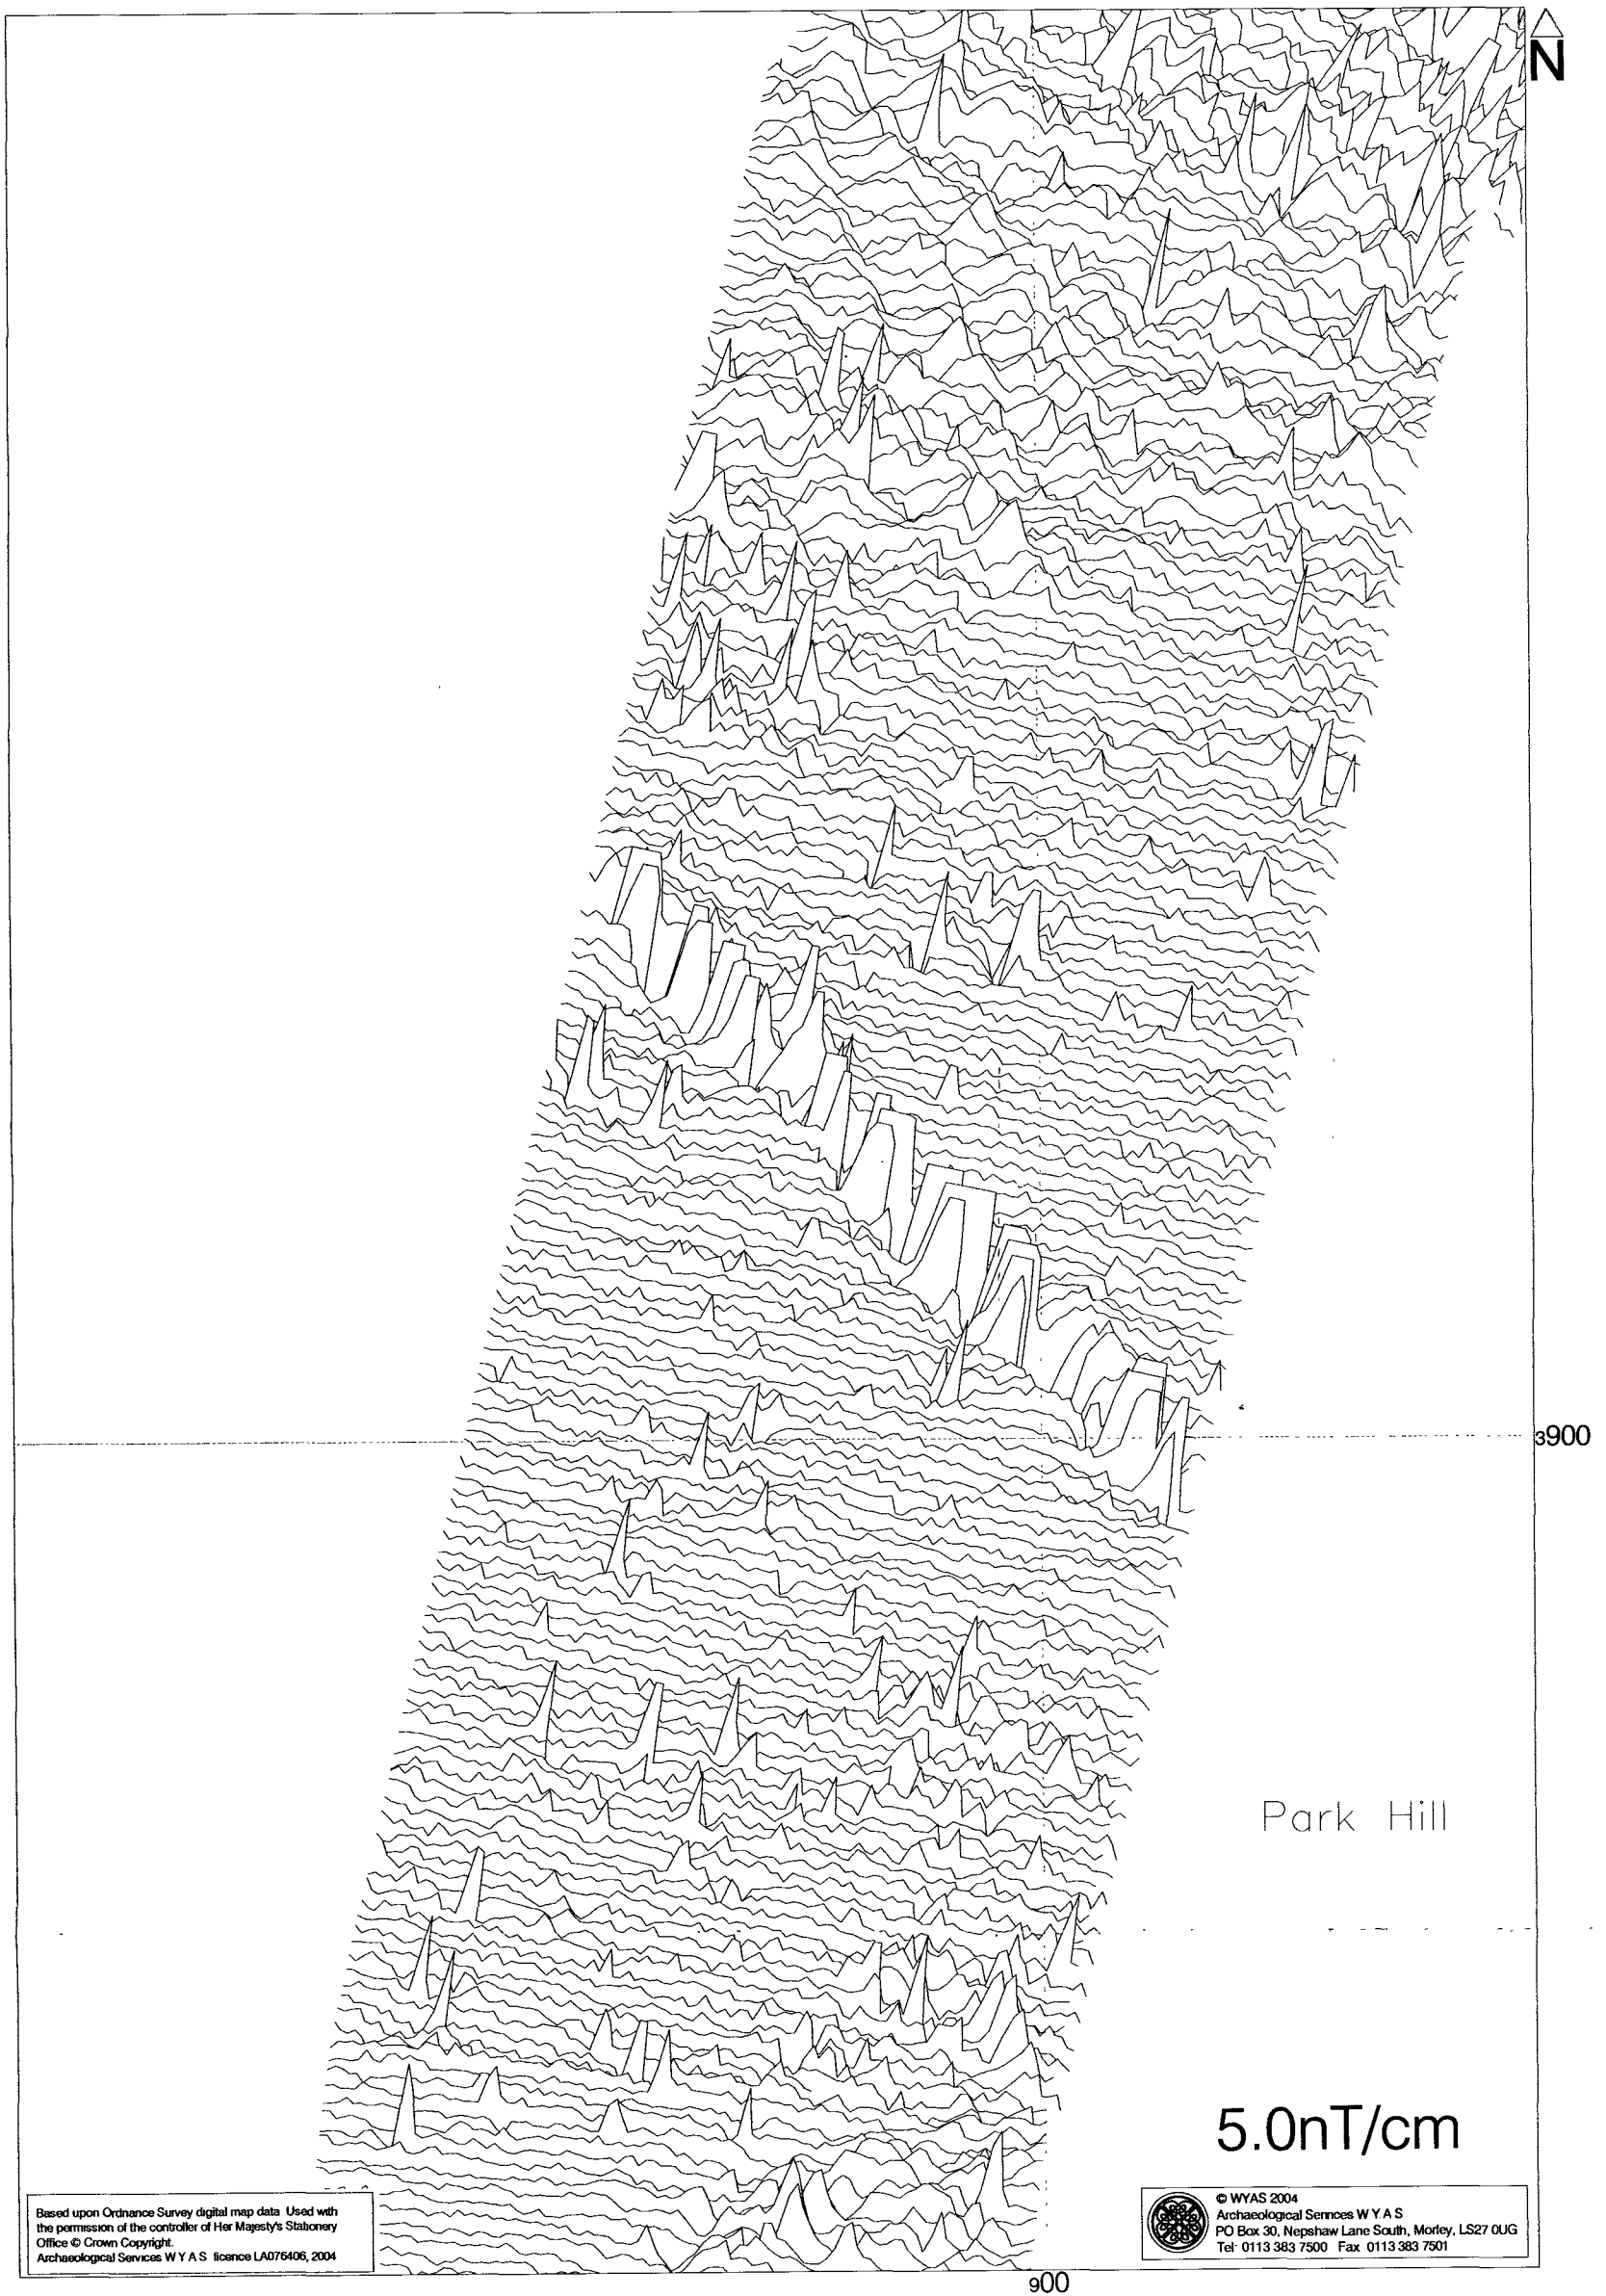 N
3900
Park Hill
5.0nT/cm
Based upon Ordnance Survey digital map data Used with
the permission of the controller of Her Majesty's Stationery
Office © Crown Copyright.
Archaeological Services W Y A S licence LA076406, 2004
© WYAS 2004
Archaeological Services W Y A S
PO Box 30, Nepshaw Lane South, Morley, LS27 0UG
Tel· 0113 383 7500 Fax 0113 383 7501
900